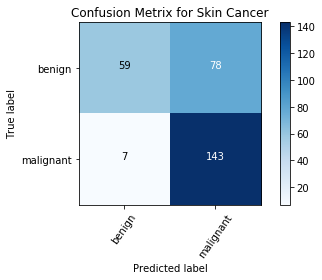 Confusion Metrix for Skin Cancer
True label
benign
59
78
malignant
7
143
benign
malignant
Predicted label
140
120
100
80
60
40
20